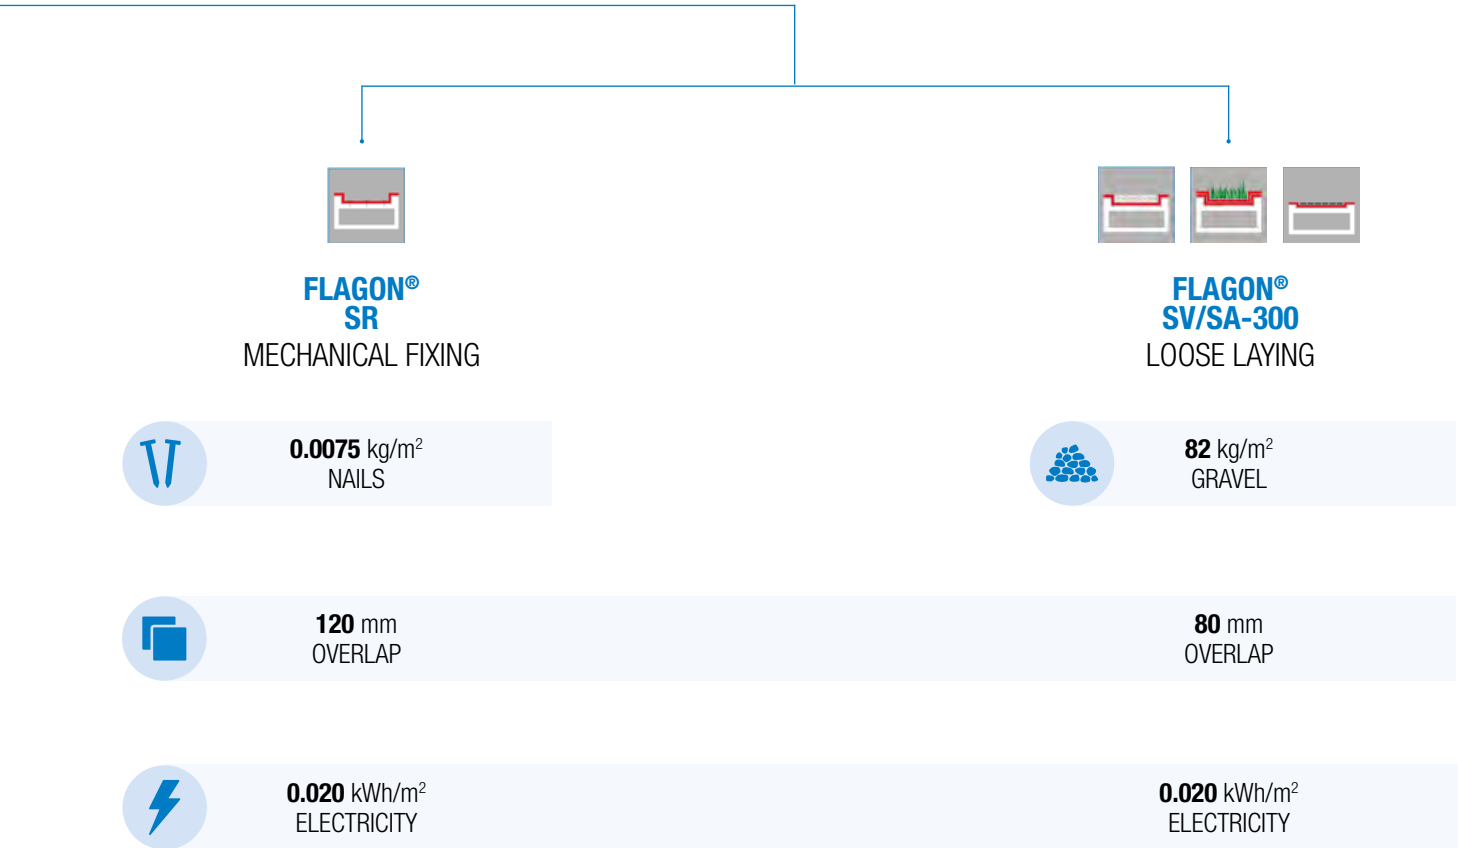 FLAGON®
SR
MECHANICAL FIXING
FLAGON®
SV/SA-300
LOOSE LAYING
0.0075 kg/m²
NAILS
82 kg/m²
GRAVEL
120 mm
OVERLAP
80 mm
OVERLAP
0.020 kWh/m²
ELECTRICITY
0.020 kWh/m²
ELECTRICITY